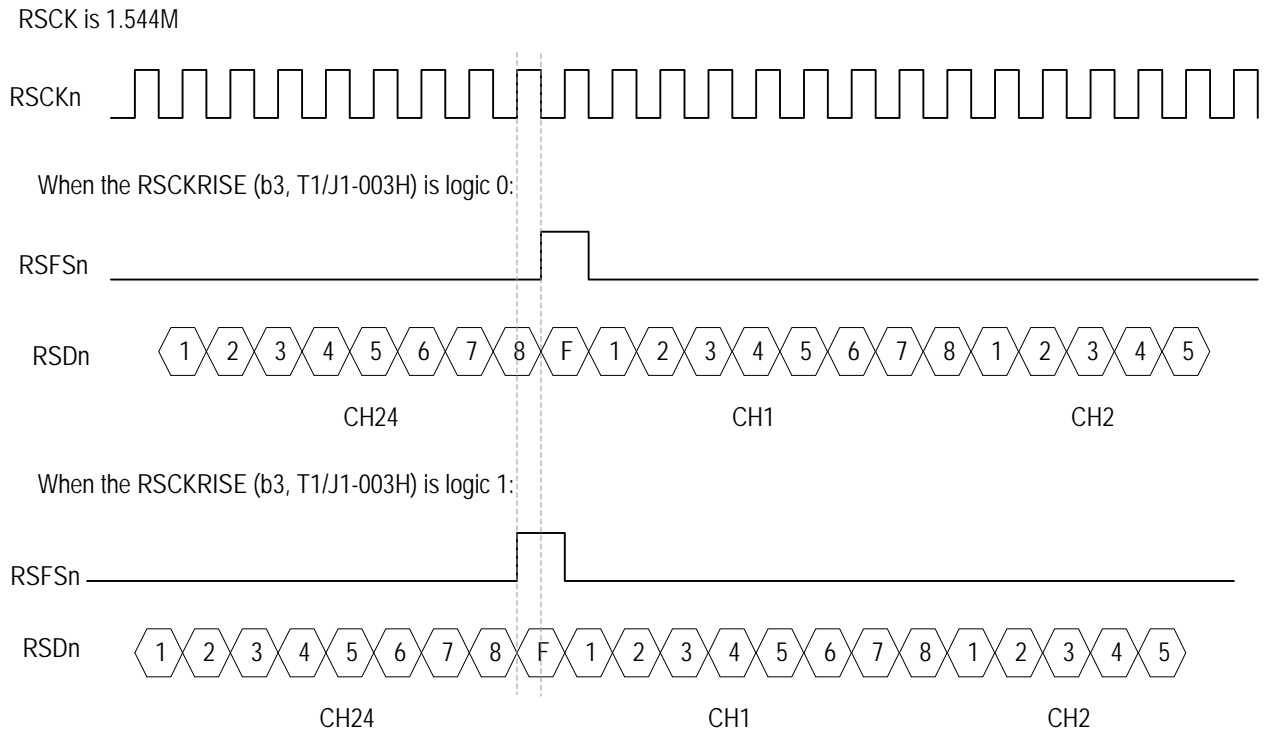 RSCK is 1.544M
RSCKn
When the RSCKRISE (b3, T1/J1-003H) is logic 0:
RSFSn
RSDn 1 2 3 4 5 6 7 8 F 1 2 3 4 5 6 7 8 1 2 3 4 5
CH24 CH1 CH2
When the RSCKRISE (b3, T1/J1-003H) is logic 1:
RSFSn
RSDn 1 2 3 4 5 6 7 8 F 1 2 3 4 5 6 7 8 1 2 3 4 5
CH24 CH1 CH2